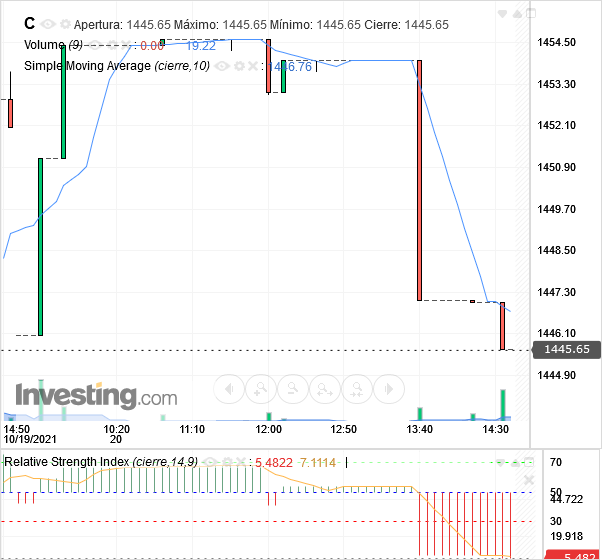 C Apertura: 1445.65 Máximo: 1445.65 Mínimo: 1445.65 Cierre: 1445.65
Volume (9) : 0.00 19.22
Simple Moving Average (cierre,10) : 1446.76
1454.50
1453.30
1452.10
1450.90
1449.70
1448.50
1447.30
1446.10
1445.65
1444.90
Investing.com
14:50 10:20 11:10 12:00 12:50 13:40 14:30
10/19/2021 20
Relative Strength Index (cierre,14,9) : 5.4822 7.1114
70
50
44.722
30
19.918
5.482